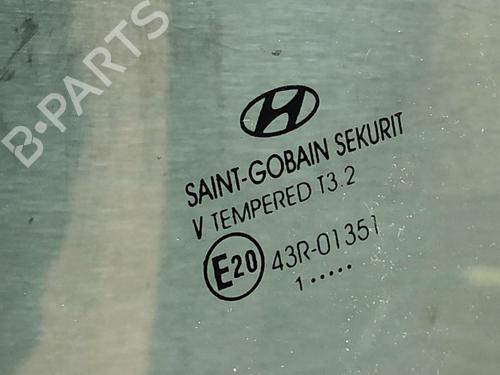 B-PARTS
SAINT-GOBAIN SEKURIT
V TEMPERED T3.2
E20 43R-01351
1 •••••